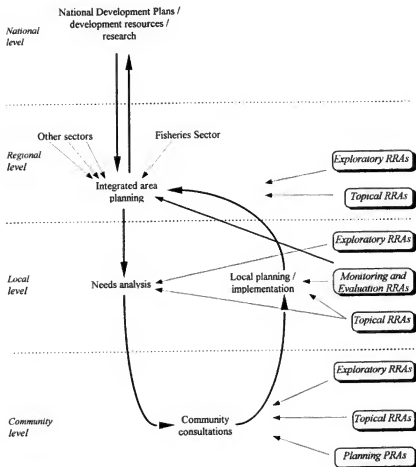 National Development Plans /
development resources /
research
National
level
Other sectors
Fisheries Sector
Regional
level
Exploratory RRAs
Integrated area
planning
Topical RRAs
Exploratory RRAs
Local
level
Needs analysis
Local planning /
implementation
Monitoring and
Evaluation RRAs
Topical RRAs
Exploratory RRAs
Community
level
Community
consultations
Topical RRAs
Planning PRAs